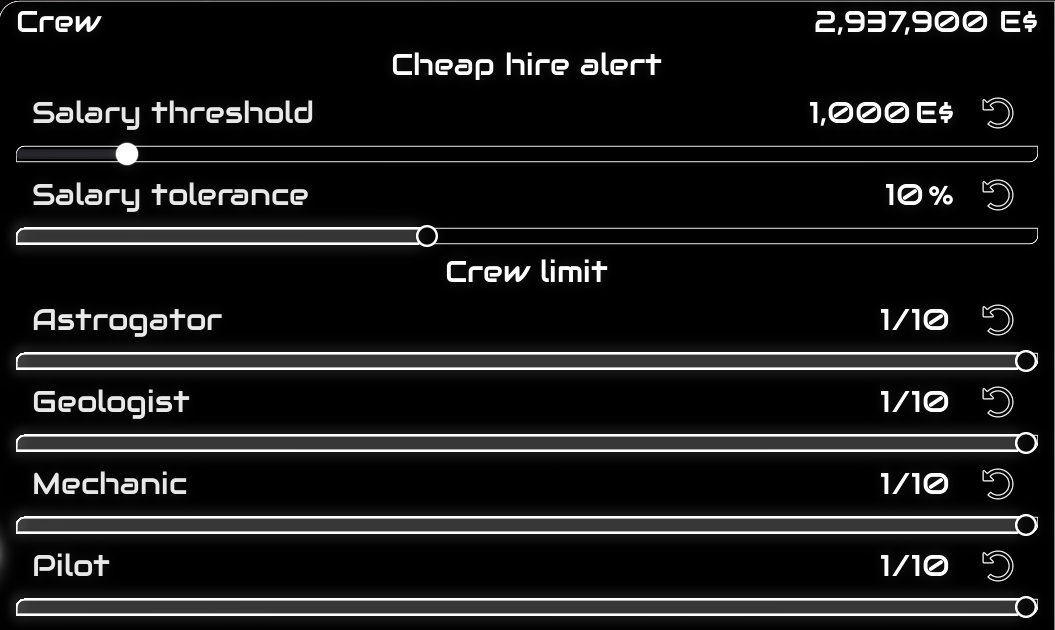 Crew 2,937,900 E$
Cheap hire alert
Salary threshold 1,000 E$
Salary tolerance 10 %
Crew limit
Astrogator 1/10
Geologist 1/10
Mechanic 1/10
Pilot 1/10